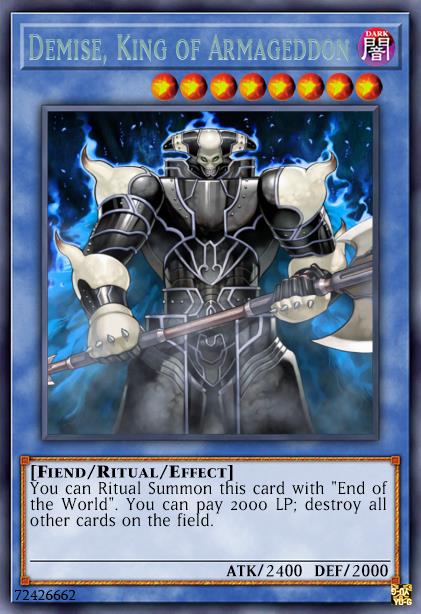 DEMISE, KING OF ARMAGEDDON
DARK
闇
[FIEND/RITUAL/EFFECT]
You can Ritual Summon this card with "End of
the World". You can pay 2000 LP; destroy all
other cards on the field.
ATK/2400 DEF/2000
72426662